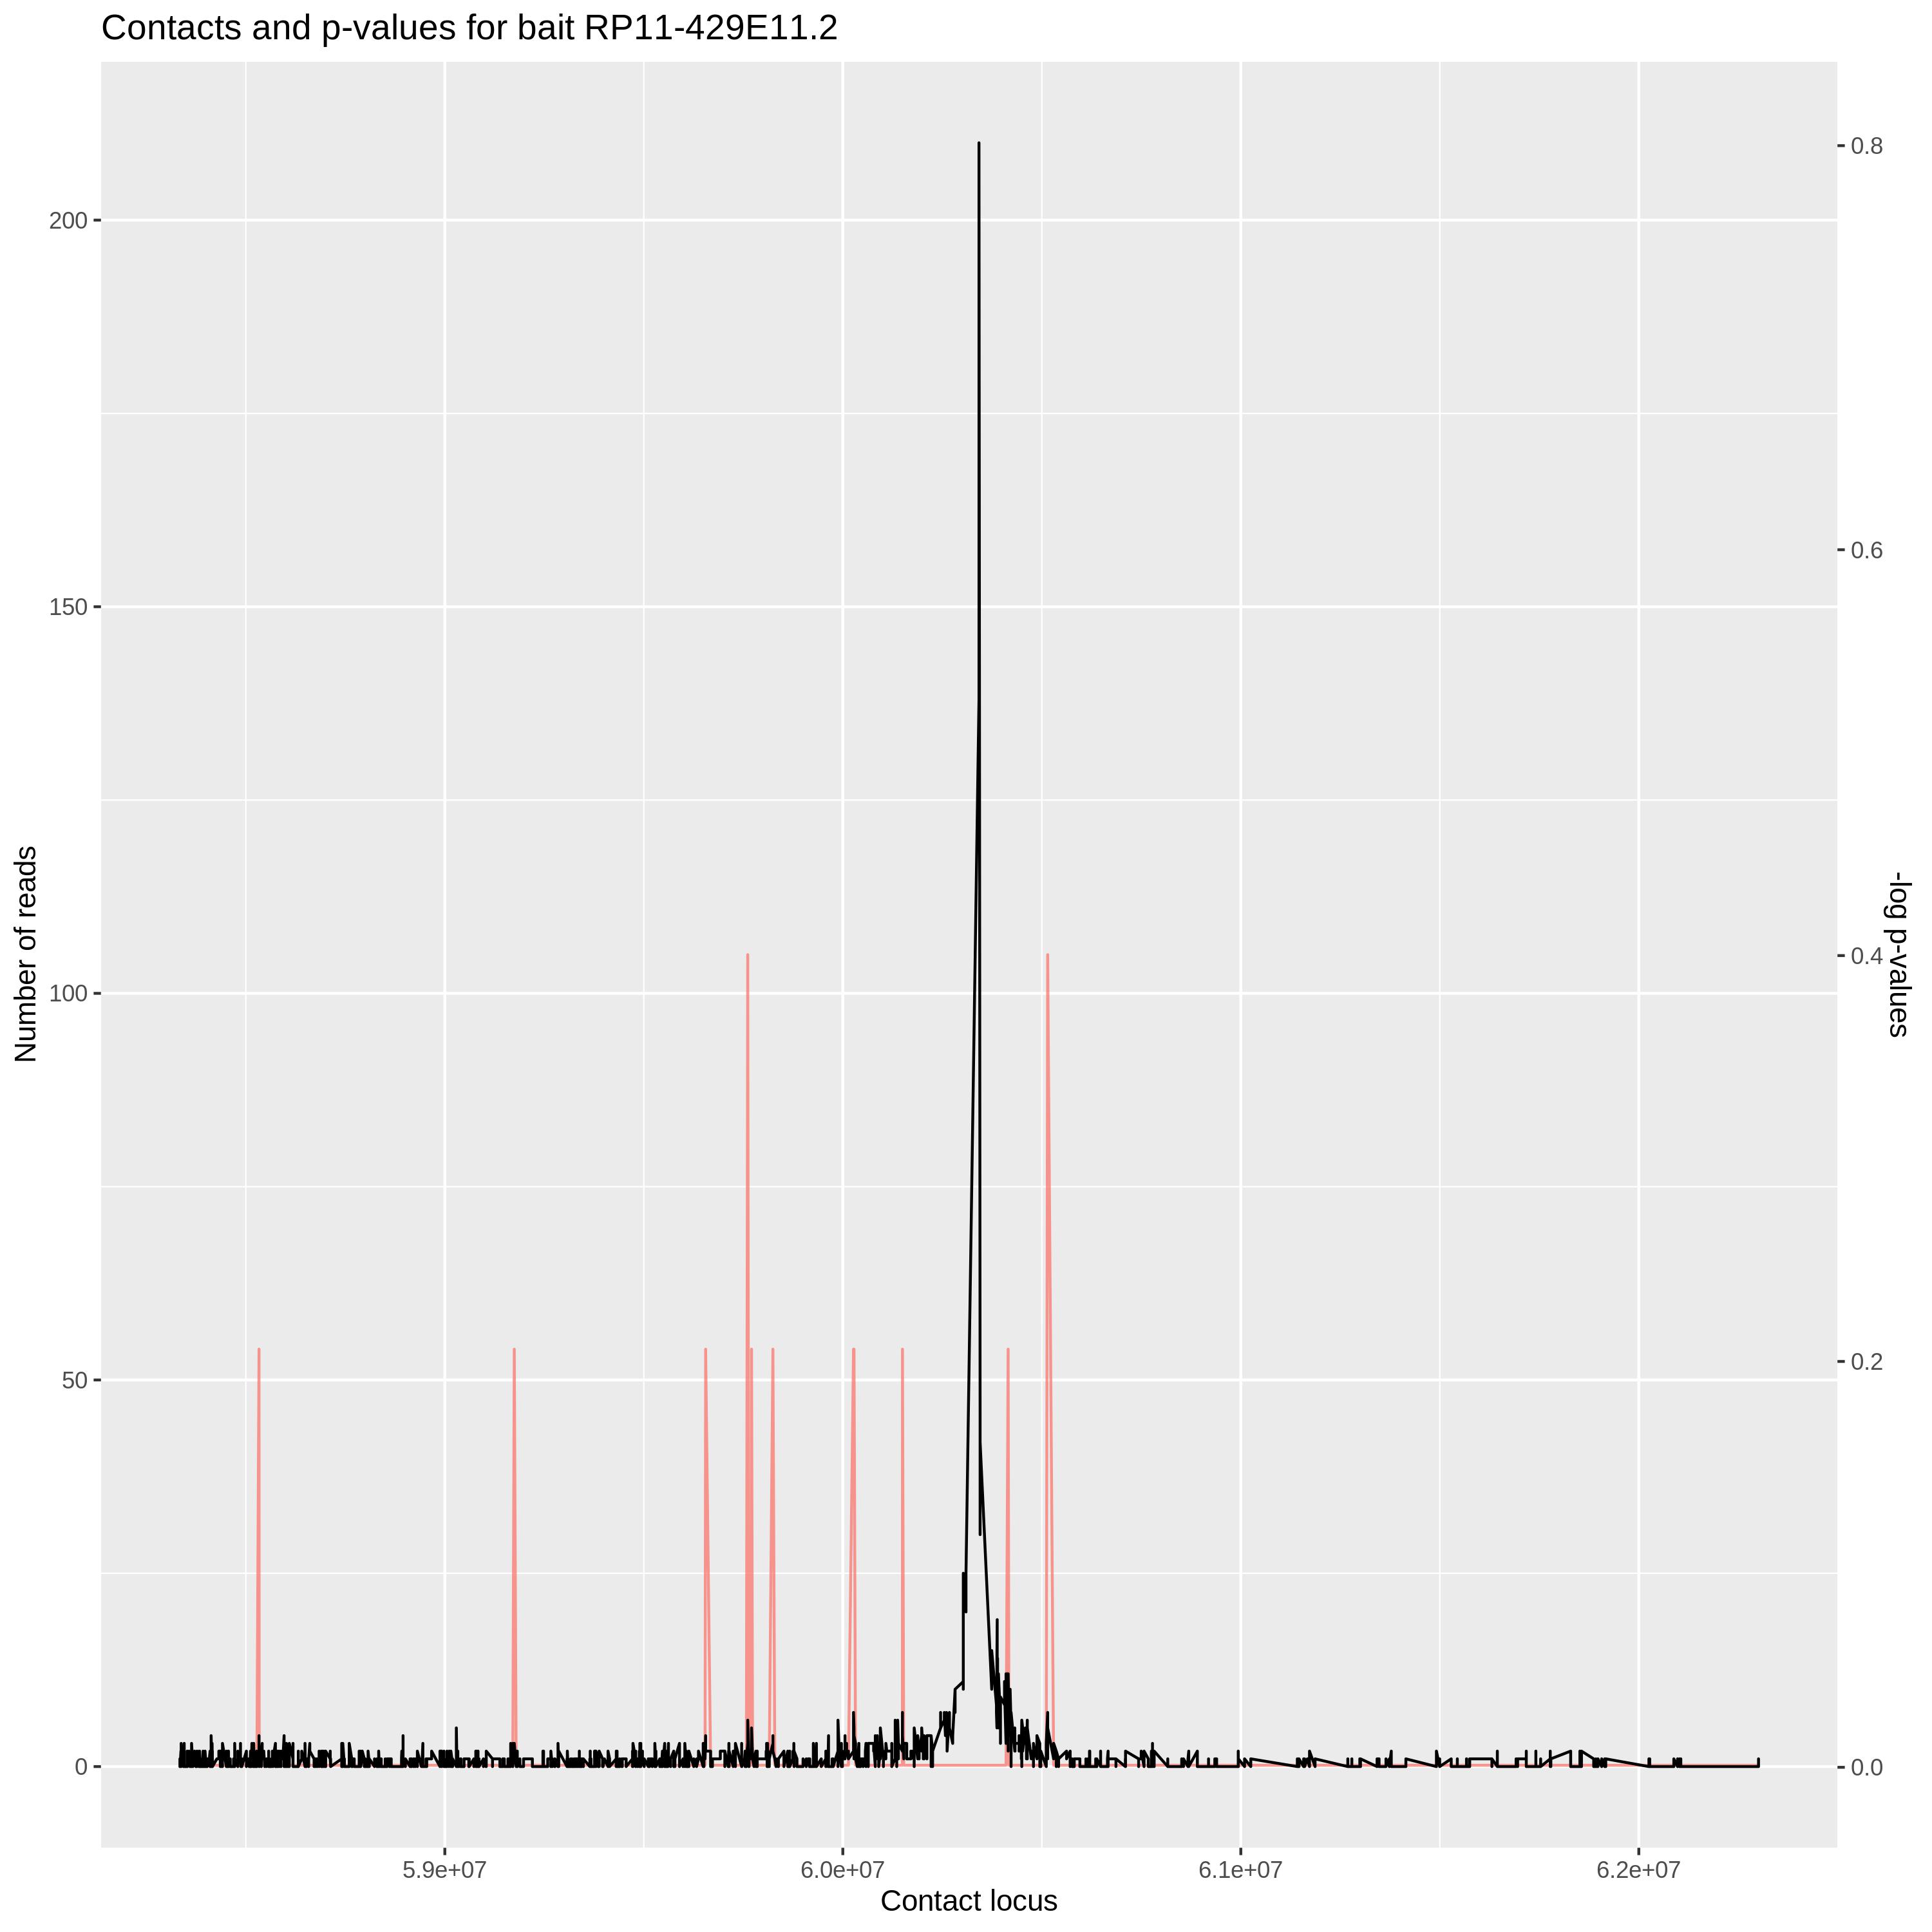 Contacts and p-values for bait RP11-429E11.2
200
150
100
50
0
Number of reads
0.8
0.6
0.4
0.2
0.0
-log p-values
5.9e+07 6.0e+07 6.1e+07 6.2e+07
Contact locus